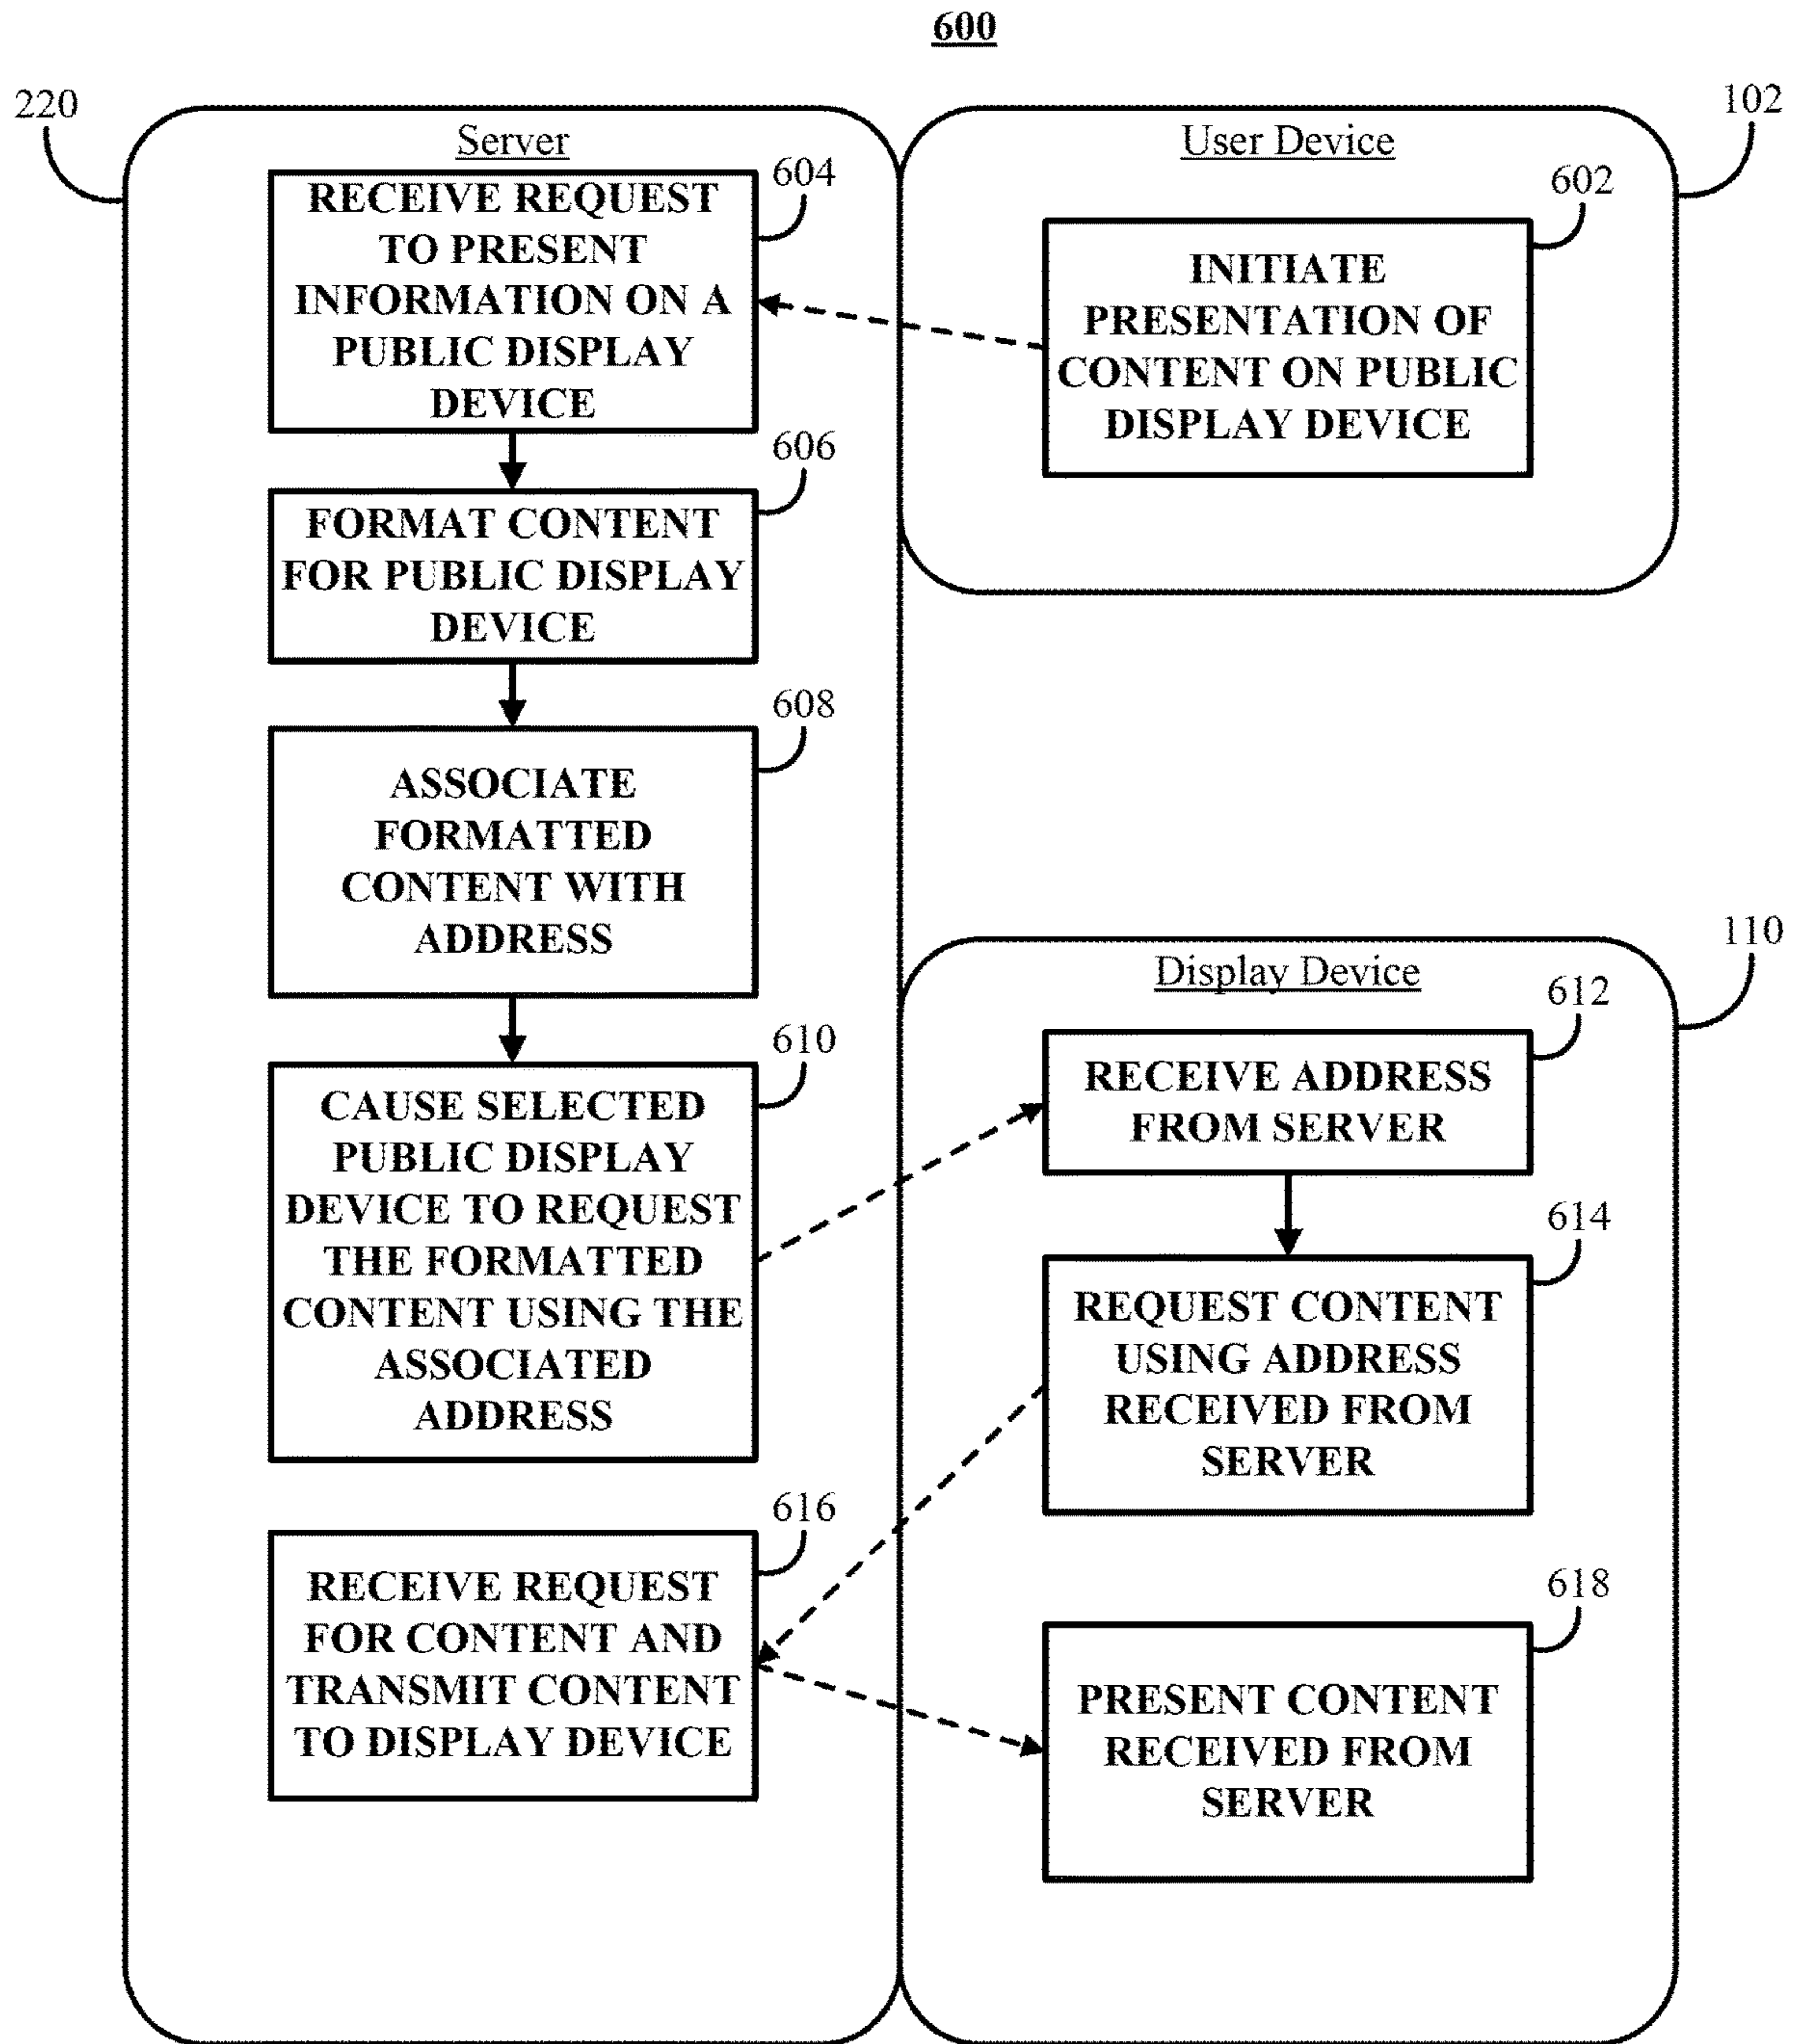 600
220
Server
604
RECEIVE REQUEST
TO PRESENT
INFORMATION ON A
PUBLIC DISPLAY
DEVICE
606
FORMAT CONTENT
FOR PUBLIC DISPLAY
DEVICE
608
ASSOCIATE
FORMATTED
CONTENT WITH
ADDRESS
610
CAUSE SELECTED
PUBLIC DISPLAY
DEVICE TO REQUEST
THE FORMATTED
CONTENT USING THE
ASSOCIATED
ADDRESS
616
RECEIVE REQUEST
FOR CONTENT AND
TRANSMIT CONTENT
TO DISPLAY DEVICE
102
User Device
602
INITIATE
PRESENTATION OF
CONTENT ON PUBLIC
DISPLAY DEVICE
110
Display Device
612
RECEIVE ADDRESS
FROM SERVER
614
REQUEST CONTENT
USING ADDRESS
RECEIVED FROM
SERVER
618
PRESENT CONTENT
RECEIVED FROM
SERVER